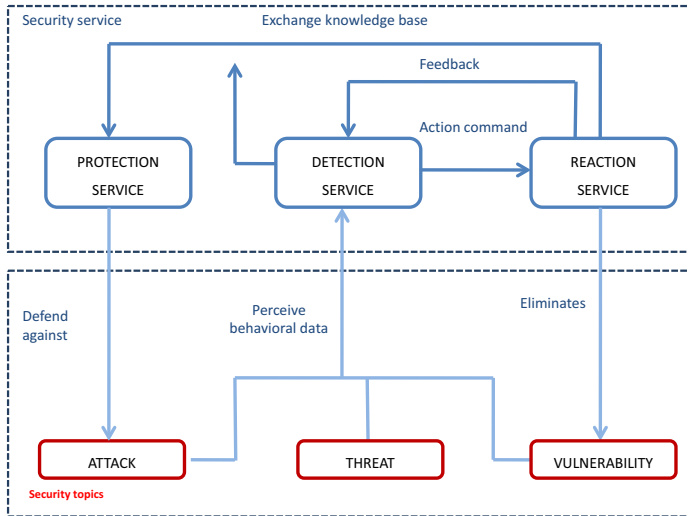 Security service
Exchange knowledge base
Feedback
Action command
PROTECTION
SERVICE
DETECTION
SERVICE
REACTION
SERVICE
Defend
against
Perceive
behavioral data
Eliminates
ATTACK
THREAT
VULNERABILITY
Security topics